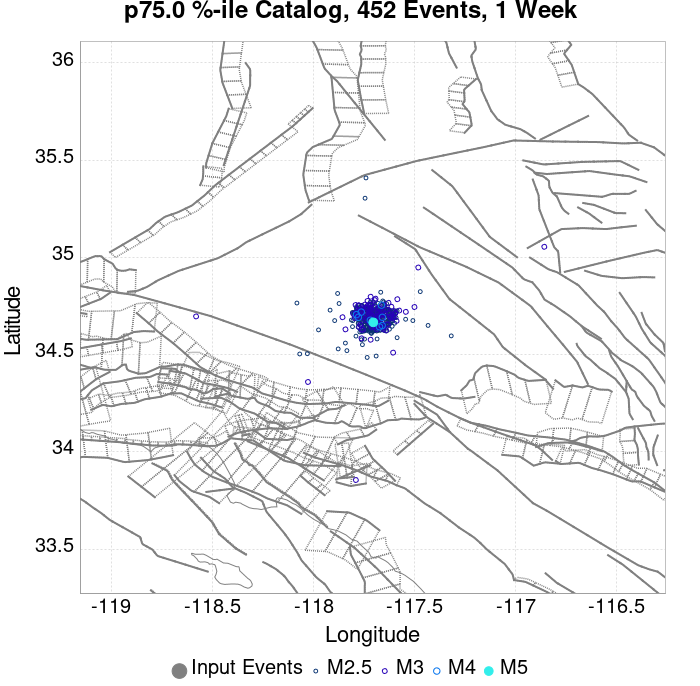 p75.0 %-ile Catalog, 452 Events, 1 Week
36
35.5
35
34.5
34
33.5
Latitude
-119 -118.5 -118 -117.5 -117 -116.5
Longitude
Input Events M2.5 M3 M4 M5